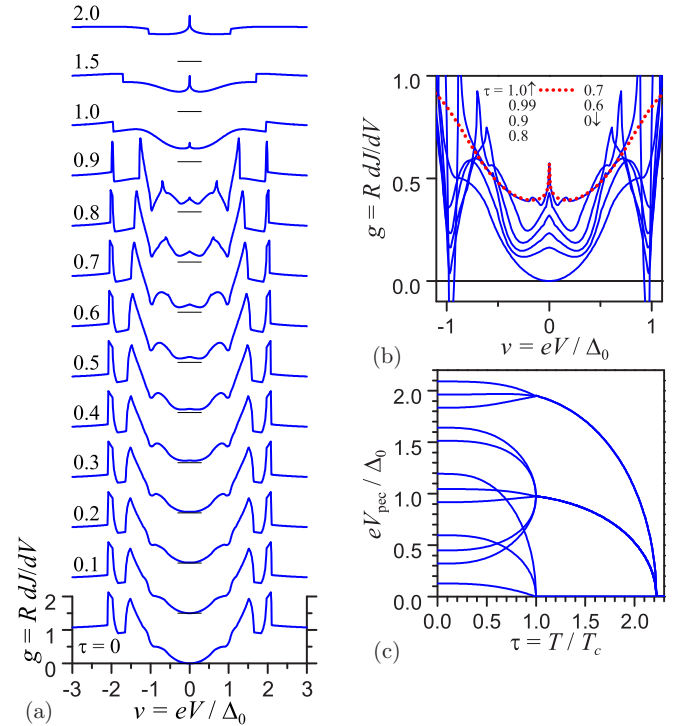 2.0
1.5
1.0
0.9
0.8
0.7
0.6
0.5
0.4
0.3
0.2
0.1
τ = 0
g = R dJ/dV
2
1
0
-3 -2 -1 0 1 2 3
v = eV / Δ₀
(a)
g = R dJ/dV
1.0
0.5
0.0
τ = 1.0↑ 0.7
0.99 0.6
0.9 0↓
0.8
-1 0 1
v = eV / Δ₀
(b)
eVpec / Δ₀
2.0
1.5
1.0
0.5
0.0
0.0 0.5 1.0 1.5 2.0
τ = T / Tc
(c)